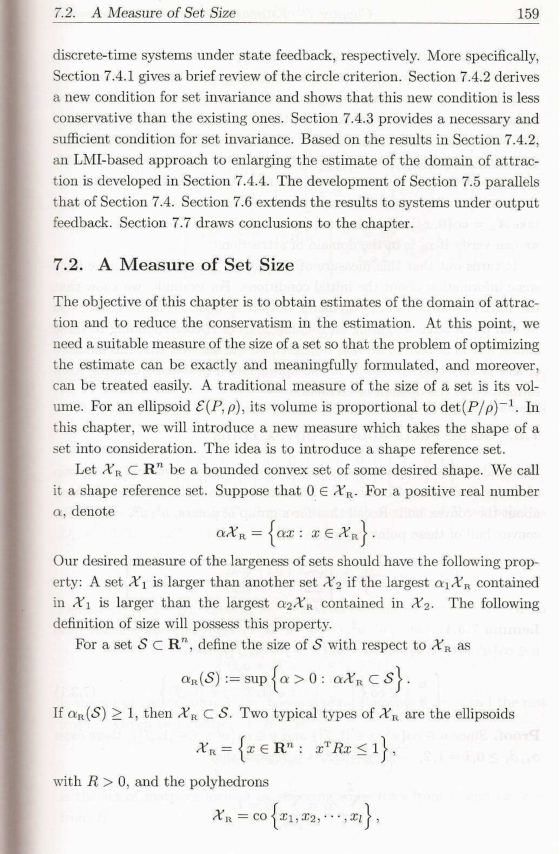 7.2. A Measure of Set Size 159
discrete-time systems under state feedback, respectively. More specifically,
Section 7.4.1 gives a brief review of the circle criterion. Section 7.4.2 derives
a new condition for set invariance and shows that this new condition is less
conservative than the existing ones. Section 7.4.3 provides a necessary and
sufficient condition for set invariance. Based on the results in Section 7.4.2,
an LMI-based approach to enlarging the estimate of the domain of attrac-
tion is developed in Section 7.4.4. The development of Section 7.5 parallels
that of Section 7.4. Section 7.6 extends the results to systems under output
feedback. Section 7.7 draws conclusions to the chapter.
7.2. A Measure of Set Size
The objective of this chapter is to obtain estimates of the domain of attrac-
tion and to reduce the conservatism in the estimation. At this point, we
need a suitable measure of the size of a set so that the problem of optimizing
the estimate can be exactly and meaningfully formulated, and moreover,
can be treated easily. A traditional measure of the size of a set is its vol-
ume. For an ellipsoid ℰ(P, ρ), its volume is proportional to det(P/ρ)⁻¹. In
this chapter, we will introduce a new measure which takes the shape of a
set into consideration. The idea is to introduce a shape reference set.
Let 𝒳_R ⊂ Rⁿ be a bounded convex set of some desired shape. We call
it a shape reference set. Suppose that 0 ∈ 𝒳_R. For a positive real number
α, denote
α𝒳_R = {αx : x ∈ 𝒳_R}.
Our desired measure of the largeness of sets should have the following prop-
erty: A set 𝒳₁ is larger than another set 𝒳₂ if the largest α₁𝒳_R contained
in 𝒳₁ is larger than the largest α₂𝒳_R contained in 𝒳₂. The following
definition of size will possess this property.
For a set 𝒮 ⊂ Rⁿ, define the size of 𝒮 with respect to 𝒳_R as
α_R(𝒮) := sup {α > 0 : α𝒳_R ⊂ 𝒮}.
If α_R(𝒮) ≥ 1, then 𝒳_R ⊂ 𝒮. Two typical types of 𝒳_R are the ellipsoids
𝒳_R = {x ∈ Rⁿ : xᵀRx ≤ 1},
with R > 0, and the polyhedrons
𝒳_R = co {x₁, x₂, ⋯, x_l},